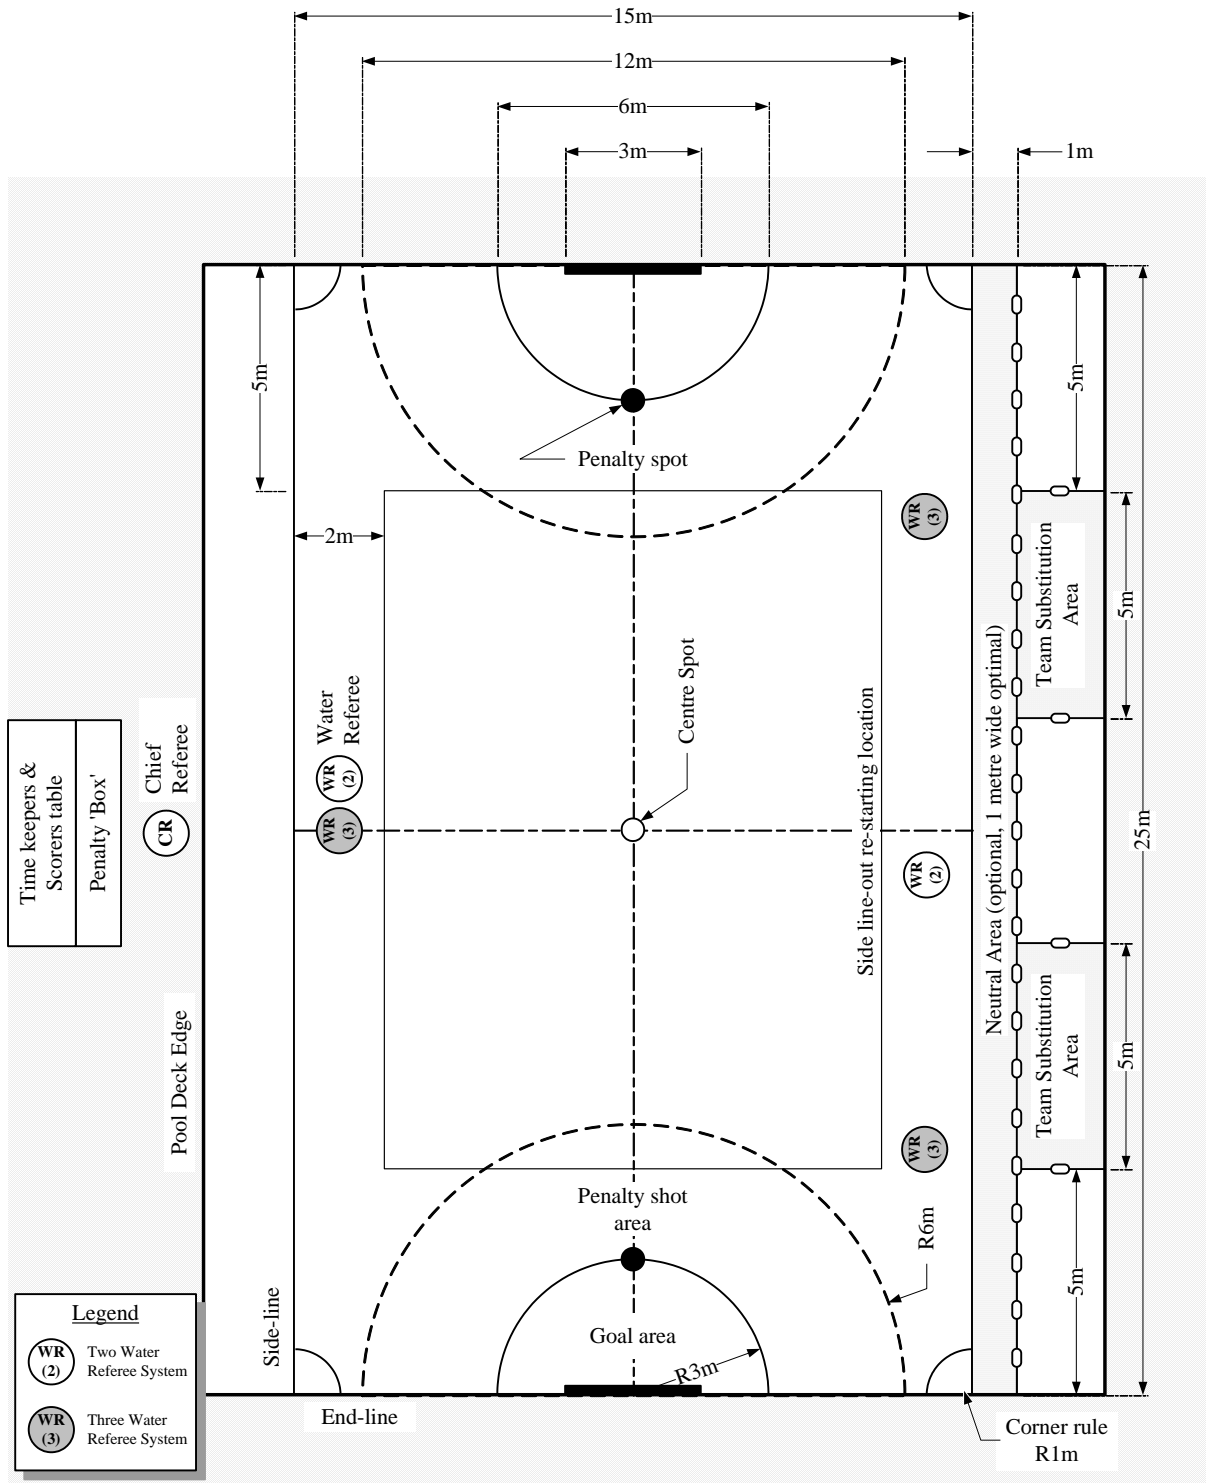 15m
12m
6m
3m
1m
5m
5m
Penalty spot
2m
WR
(3)
Team Substitution
Area
5m
Centre Spot
Side line-out re-starting location
Neutral Area (optional, 1 metre wide optimal)
25m
Water
Referee
WR
(2)
WR
(3)
Chief
Referee
CR
Time keepers &
Scorers table
Penalty 'Box'
WR
(2)
Pool Deck Edge
Team Substitution
Area
5m
WR
(3)
Penalty shot
area
R6m
Goal area
R3m
5m
Side-line
End-line
Corner rule
R1m
Legend
WR
(2)
Two Water
Referee System
WR
(3)
Three Water
Referee System